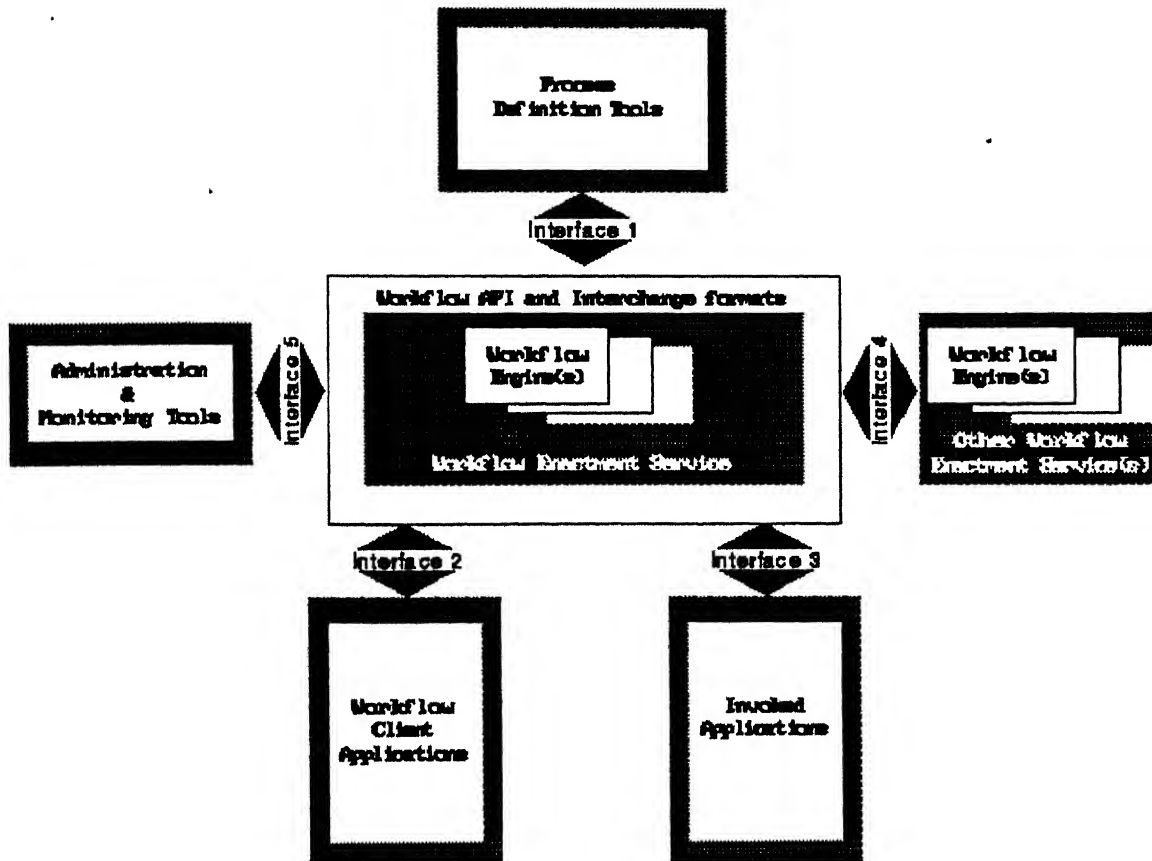 Process
Definition Tools
Interface 1
Workflow API and Interchange formats
Administration
&
Monitoring Tools
Interface 5
Workflow
Engine(s)
Workflow Enactment Service
Interface 4
Workflow
Engine(s)
Other Workflow
Enactment Service(s)
Interface 2
Interface 3
Workflow
Client
Applications
Invoked
Applications